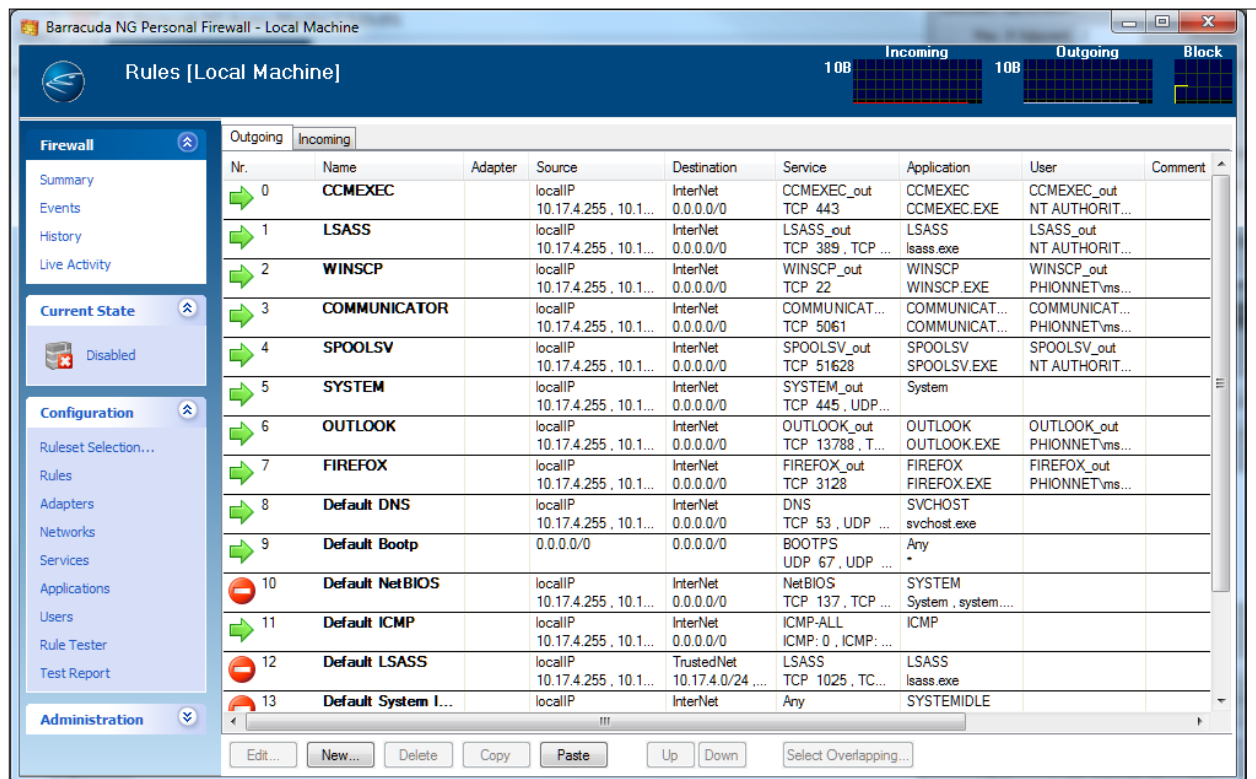 Barracuda NG Personal Firewall - Local Machine
Rules [Local Machine]
Incoming
10B
Outgoing
10B
Block
Firewall
Summary
Events
History
Live Activity
Current State
Disabled
Configuration
Ruleset Selection...
Rules
Adapters
Networks
Services
Applications
Users
Rule Tester
Test Report
Administration
Outgoing Incoming
Nr. Name Adapter Source Destination Service Application User Comment
0 CCMEXEC localIP InterNet CCMEXEC_out CCMEXEC CCMEXEC_out
10.17.4.255 , 10.1... 0.0.0.0/0 TCP 443 CCMEXEC.EXE NT AUTHORIT...
1 LSASS localIP InterNet LSASS_out LSASS LSASS_out
10.17.4.255 , 10.1... 0.0.0.0/0 TCP 389 , TCP ... lsass.exe NT AUTHORIT...
2 WINSCP localIP InterNet WINSCP_out WINSCP WINSCP_out
10.17.4.255 , 10.1... 0.0.0.0/0 TCP 22 WINSCP.EXE PHIONNET\ms...
3 COMMUNICATOR localIP InterNet COMMUNICAT... COMMUNICAT... COMMUNICAT...
10.17.4.255 , 10.1... 0.0.0.0/0 TCP 5061 COMMUNICAT... PHIONNET\ms...
4 SPOOLSV localIP InterNet SPOOLSV_out SPOOLSV SPOOLSV_out
10.17.4.255 , 10.1... 0.0.0.0/0 TCP 51628 SPOOLSV.EXE NT AUTHORIT...
5 SYSTEM localIP InterNet SYSTEM_out System
10.17.4.255 , 10.1... 0.0.0.0/0 TCP 445 , UDP...
6 OUTLOOK localIP InterNet OUTLOOK_out OUTLOOK OUTLOOK_out
10.17.4.255 , 10.1... 0.0.0.0/0 TCP 13788 , T... OUTLOOK.EXE PHIONNET\ms...
7 FIREFOX localIP InterNet FIREFOX_out FIREFOX FIREFOX_out
10.17.4.255 , 10.1... 0.0.0.0/0 TCP 3128 FIREFOX.EXE PHIONNET\ms...
8 Default DNS localIP InterNet DNS SVCHOST
10.17.4.255 , 10.1... 0.0.0.0/0 TCP 53 , UDP ... svchost.exe
9 Default Bootp 0.0.0.0/0 0.0.0.0/0 BOOTPS Any
UDP 67 , UDP ... *
10 Default NetBIOS localIP InterNet NetBIOS SYSTEM
10.17.4.255 , 10.1... 0.0.0.0/0 TCP 137 , TCP ... System , system....
11 Default ICMP localIP InterNet ICMP-ALL ICMP
10.17.4.255 , 10.1... 0.0.0.0/0 ICMP: 0 , ICMP: ...
12 Default LSASS localIP TrustedNet LSASS LSASS
10.17.4.255 , 10.1... 10.17.4.0/24 ,... TCP 1025 , TC... lsass.exe
13 Default System I... localIP InterNet Any SYSTEMIDLE
Edit... New... Delete Copy Paste Up Down Select Overlapping...